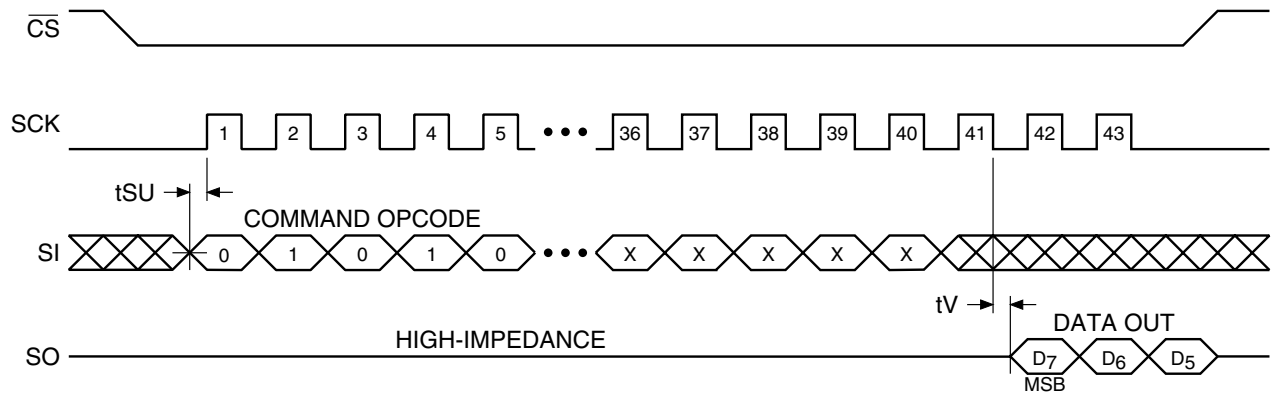 CS
SCK
1 2 3 4 5 ••• 36 37 38 39 40 41 42 43
tSU
COMMAND OPCODE
SI
0 1 0 1 0 ••• X X X X X
tV
HIGH-IMPEDANCE
DATA OUT
SO
D7 D6 D5
MSB